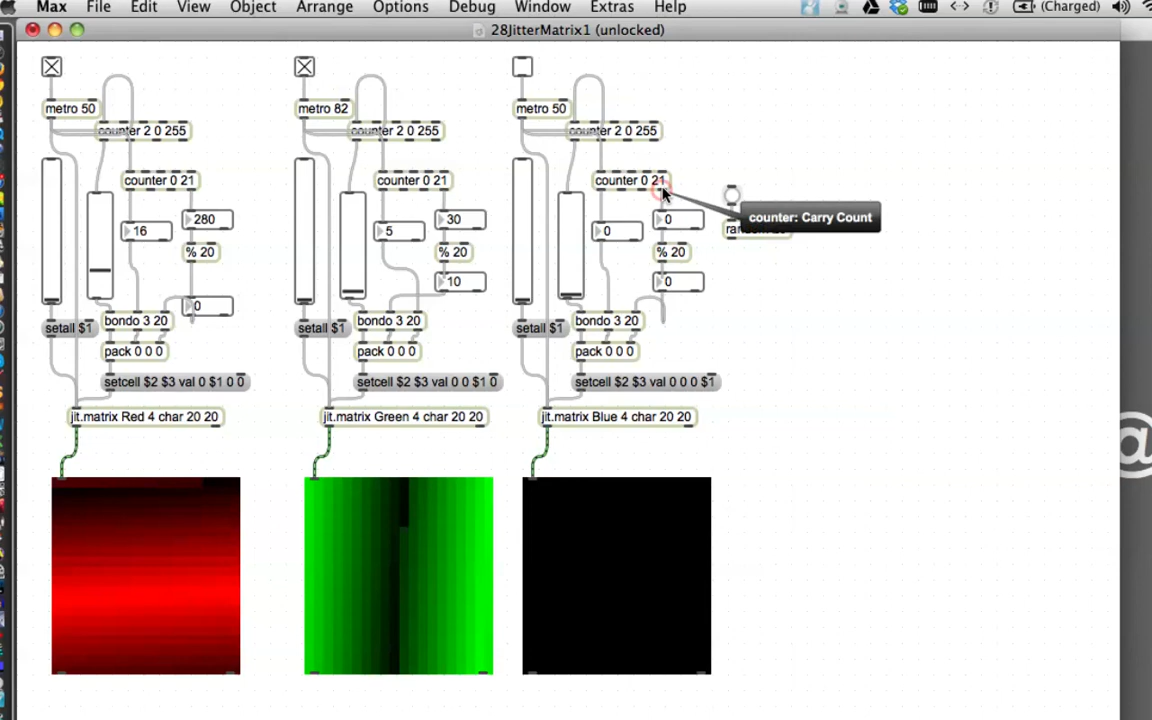 Max File Edit View Object Arrange Options Debug Window Extras Help (Charged)
28JitterMatrix1 (unlocked)
metro 50
counter 2 0 255
counter 0 21
16
280
% 20
0
setall $1
bondo 3 20
pack 0 0 0
setcell $2 $3 val 0 $1 0 0
jit.matrix Red 4 char 20 20
metro 82
counter 2 0 255
counter 0 21
5
30
% 20
10
setall $1
bondo 3 20
pack 0 0 0
setcell $2 $3 val 0 0 $1 0
jit.matrix Green 4 char 20 20
metro 50
counter 2 0 255
counter 0 21
0
0
% 20
0
setall $1
bondo 3 20
pack 0 0 0
setcell $2 $3 val 0 0 0 $1
jit.matrix Blue 4 char 20 20
counter: Carry Count
@